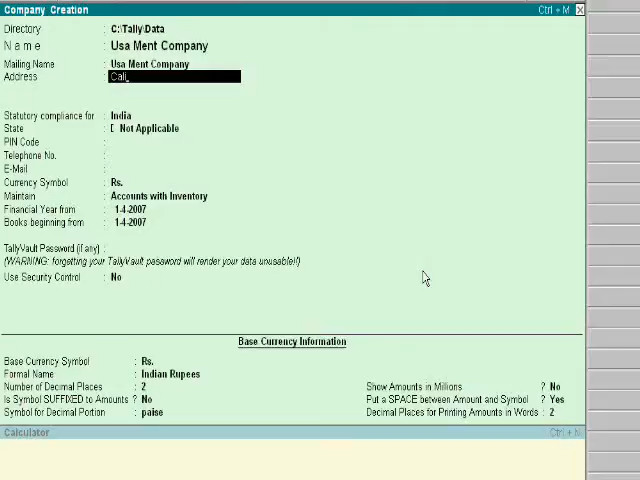 Company Creation Ctrl + M X
Directory : C:\Tally\Data
Name : Usa Ment Company
Mailing Name : Usa Ment Company
Address : Cali
Statutory compliance for : India
State : [ Not Applicable
PIN Code :
Telephone No. :
E-Mail :
Currency Symbol : Rs.
Maintain : Accounts with Inventory
Financial Year from : 1-4-2007
Books beginning from : 1-4-2007
TallyVault Password (if any) :
(WARNING: forgetting your TallyVault password will render your data unusable!!)
Use Security Control : No
Base Currency Information
Base Currency Symbol : Rs.
Formal Name : Indian Rupees
Number of Decimal Places : 2 Show Amounts in Millions ? No
Is Symbol SUFFIXED to Amounts ? No Put a SPACE between Amount and Symbol ? Yes
Symbol for Decimal Portion : paise Decimal Places for Printing Amounts in Words : 2
Calculator Ctrl + N